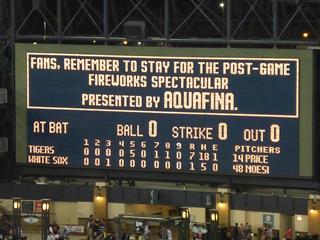 FANS, REMEMBER TO STAY FOR THE POST-GAME
FIREWORKS SPECTACULAR
PRESENTED BY AQUAFINA.
AT BAT BALL 0 STRIKE 0 OUT 0
1 2 3 4 5 6 7 8 9 R H E PITCHERS
TIGERS 0 0 0 0 5 0 1 1 0 7 18 1 14 PRICE
WHITE SOX 0 0 1 0 0 0 0 0 0 1 5 0 48 NOESI